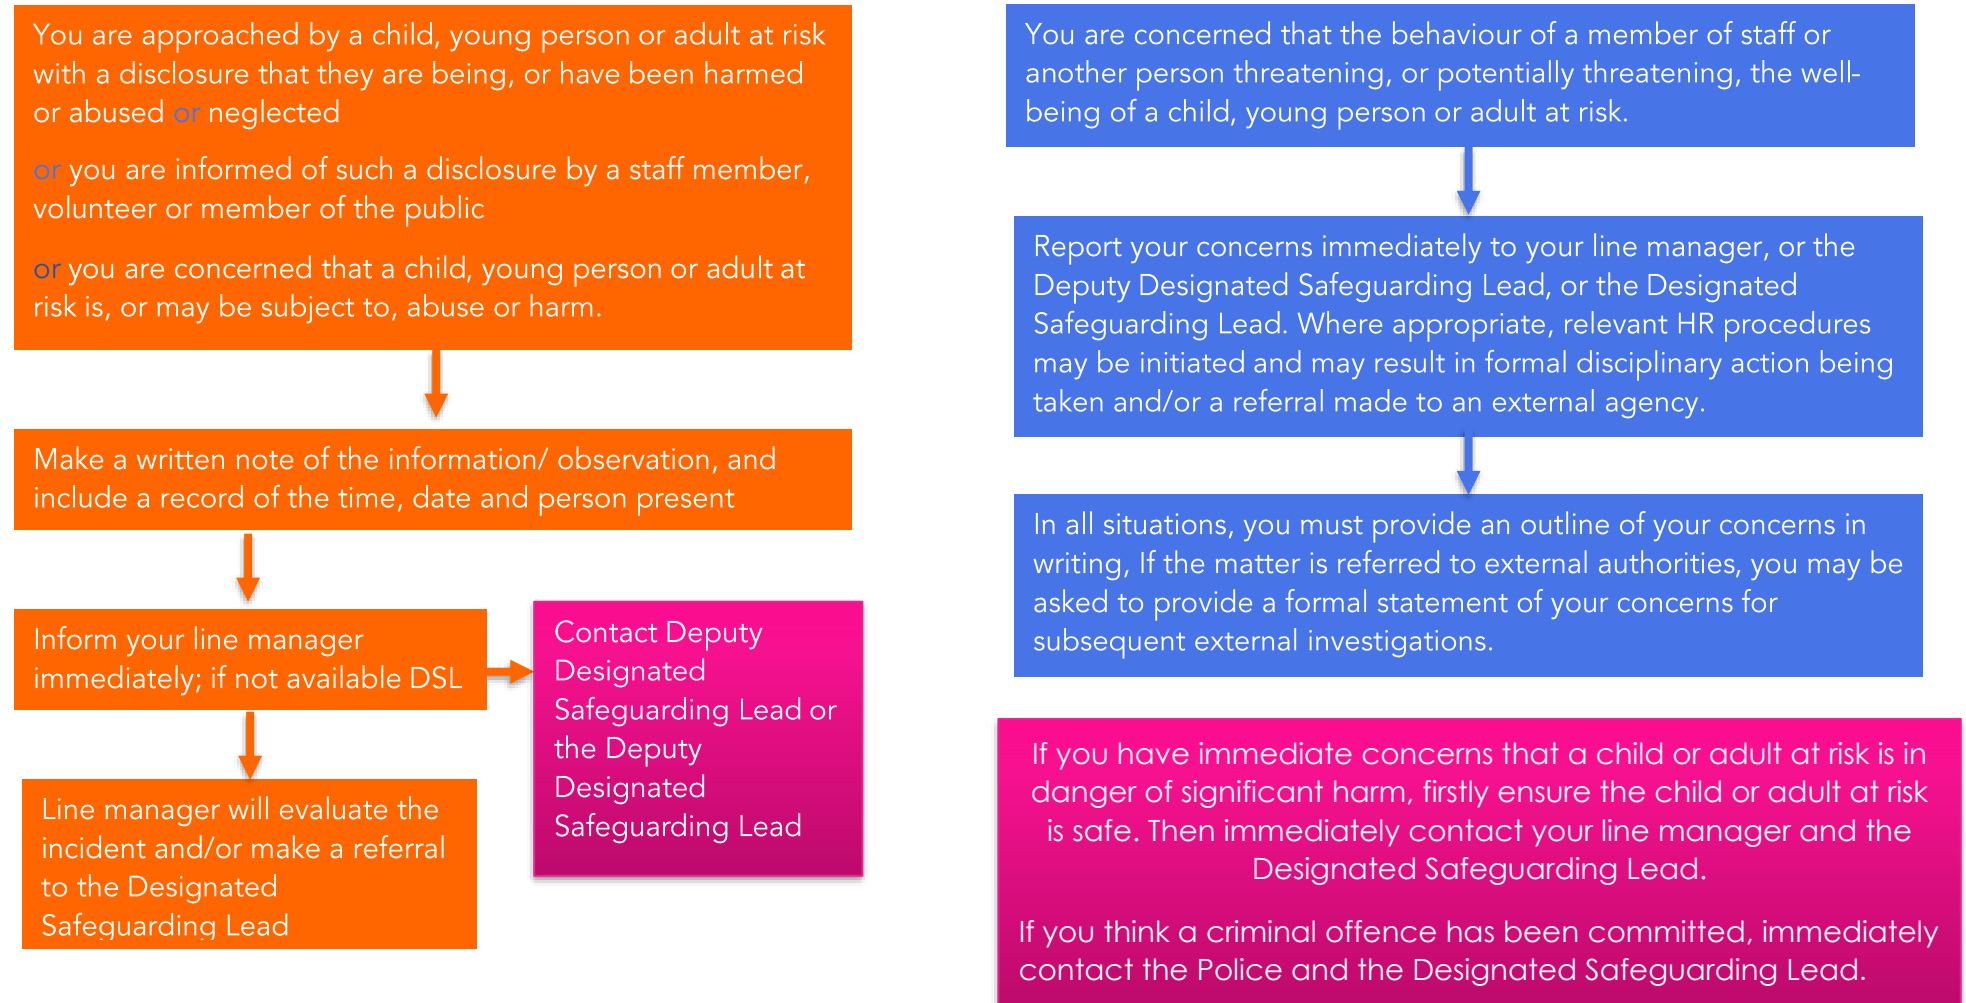 You are approached by a child, young person or adult at risk
with a disclosure that they are being, or have been harmed
or abused or neglected
or you are informed of such a disclosure by a staff member,
volunteer or member of the public
or you are concerned that a child, young person or adult at
risk is, or may be subject to, abuse or harm.
Make a written note of the information/ observation, and
include a record of the time, date and person present
Inform your line manager
immediately; if not available DSL
Contact Deputy
Designated
Safeguarding Lead or
the Deputy
Designated
Safeguarding Lead
Line manager will evaluate the
incident and/or make a referral
to the Designated
Safeguarding Lead
You are concerned that the behaviour of a member of staff or
another person threatening, or potentially threatening, the well-
being of a child, young person or adult at risk.
Report your concerns immediately to your line manager, or the
Deputy Designated Safeguarding Lead, or the Designated
Safeguarding Lead. Where appropriate, relevant HR procedures
may be initiated and may result in formal disciplinary action being
taken and/or a referral made to an external agency.
In all situations, you must provide an outline of your concerns in
writing, If the matter is referred to external authorities, you may be
asked to provide a formal statement of your concerns for
subsequent external investigations.
If you have immediate concerns that a child or adult at risk is in
danger of significant harm, firstly ensure the child or adult at risk
is safe. Then immediately contact your line manager and the
Designated Safeguarding Lead.
If you think a criminal offence has been committed, immediately
contact the Police and the Designated Safeguarding Lead.